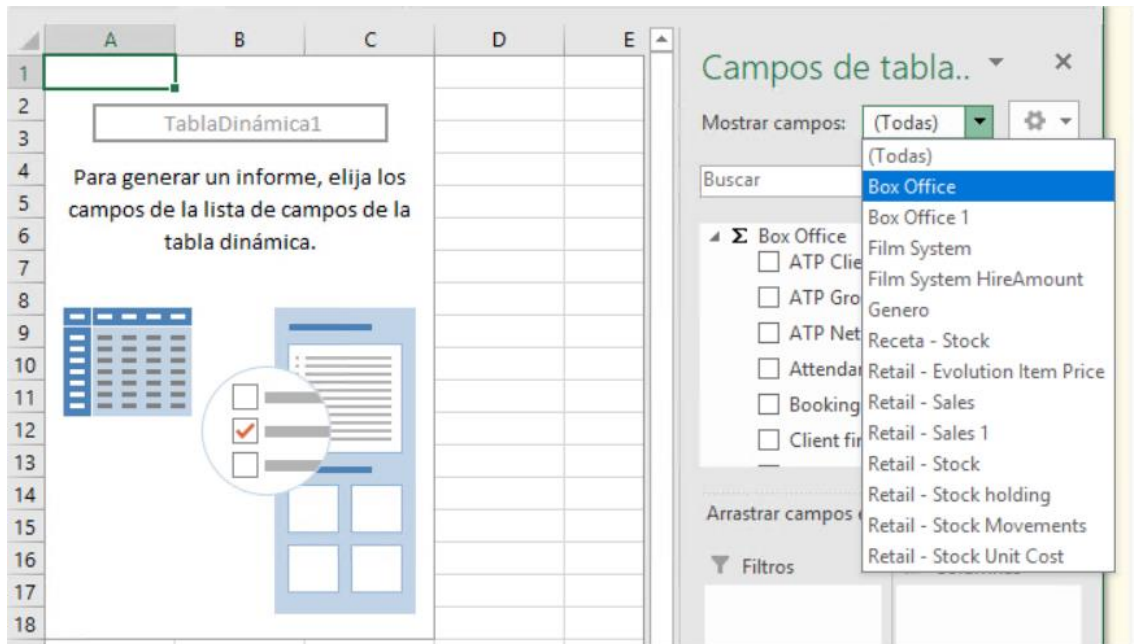 A B C D E
1
2
3
4
5
6
7
8
9
10
11
12
13
14
15
16
17
18
TablaDinámica1
Para generar un informe, elija los
campos de la lista de campos de la
tabla dinámica.
Campos de tabla..
Mostrar campos: (Todas)
Buscar
Σ Box Office
ATP Clie
ATP Gro
ATP Net
Attendar
Booking
Client fir
Arrastrar campos
Filtros
(Todas)
Box Office
Box Office 1
Film System
Film System HireAmount
Genero
Receta - Stock
Retail - Evolution Item Price
Retail - Sales
Retail - Sales 1
Retail - Stock
Retail - Stock holding
Retail - Stock Movements
Retail - Stock Unit Cost